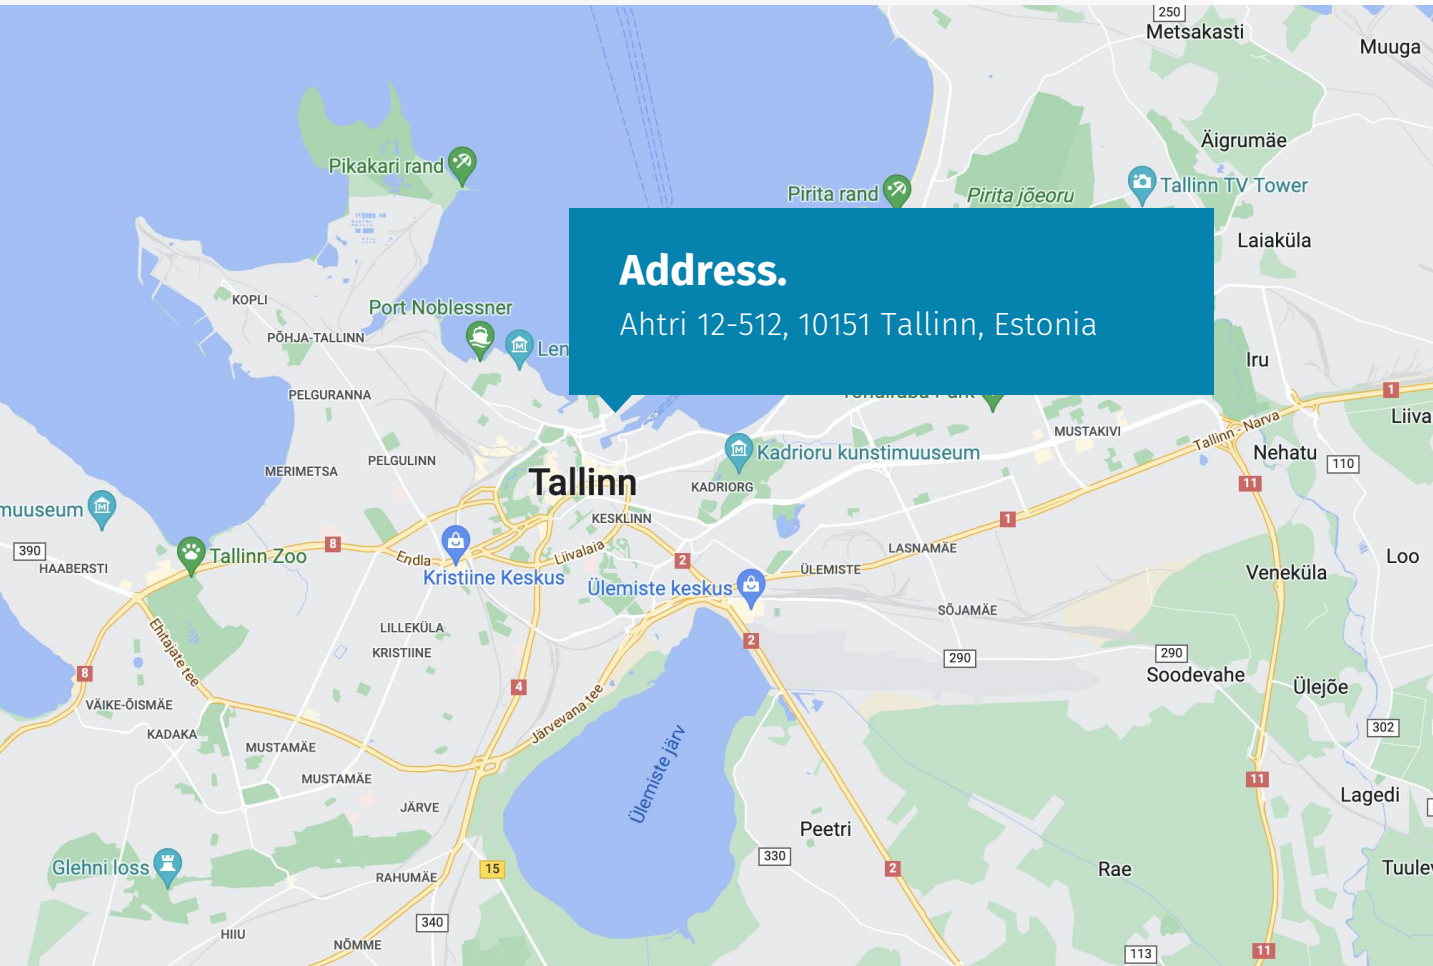 250
Metsakasti
Muuga
Äigrumäe
Pikakari rand
Pirita rand
Pirita jõeoru
Tallinn TV Tower
Laiaküla
Address.
Ahtri 12-512, 10151 Tallinn, Estonia
KOPLI
Port Noblessner
PÕHJA-TALLINN
Len
Iru
PELGURANNA
1
Liiva
Tallinn - Narva
MUSTAKIVI
Kadrioru kunstimuuseum
Nehatu
110
PELGULINN
MERIMETSA
Tallinn
KADRIORG
11
muuseum
KESKLINN
1
8
390
HAABERSTI
Tallinn Zoo
Endla
Liivalaia
2
LASNAMÄE
Loo
Kristiine Keskus
Ülemiste keskus
ÜLEMISTE
Veneküla
SÕJAMÄE
LILLEKÜLA
2
KRISTIINE
290
290
Ehitajate tee
8
4
Soodevahe
Ülejõe
VÄIKE-ÕISMÄE
Järvevana tee
302
KADAKA
MUSTAMÄE
MUSTAMÄE
Ülemiste järv
11
JÄRVE
Lagedi
Peetri
330
Glehni loss
15
2
Rae
Tuulev
RAHUMÄE
340
HIIU
NÕMME
113
11